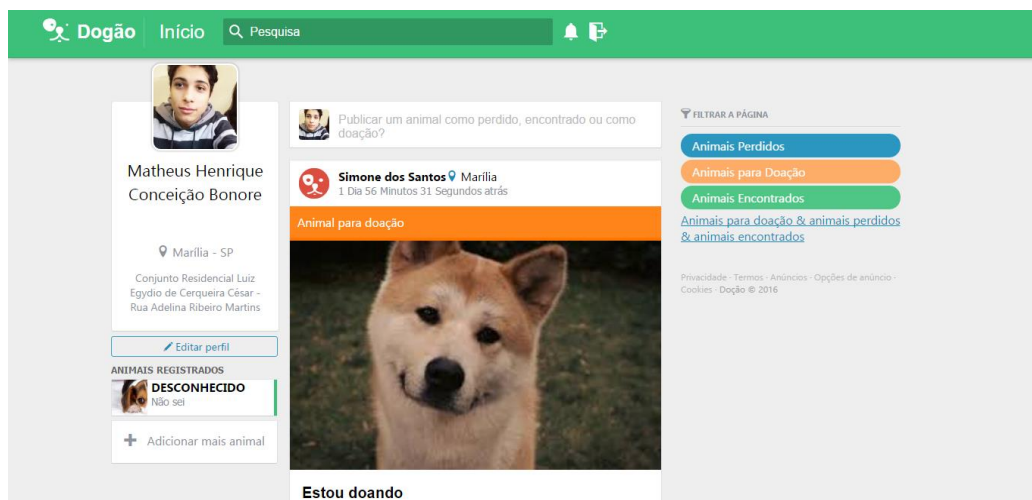 Dogão
Início
Pesquisa
Matheus Henrique
Conceição Bonore
Marília - SP
Conjunto Residencial Luiz
Egydio de Cerqueira César -
Rua Adelina Ribeiro Martins
Editar perfil
ANIMAIS REGISTRADOS
DESCONHECIDO
Não sei
Adicionar mais animal
Publicar um animal como perdido, encontrado ou como
doação?
Simone dos Santos Marília
1 Dia 56 Minutos 31 Segundos atrás
Animal para doação
Estou doando
FILTRAR A PÁGINA
Animais Perdidos
Animais para Doação
Animais Encontrados
Animais para doação & animais perdidos
& animais encontrados
Privacidade · Termos · Anúncios · Opções de anúncio ·
Cookies · Doção © 2016